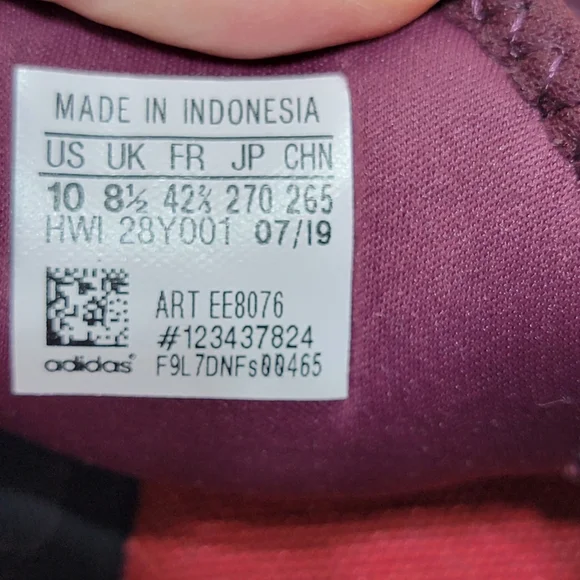 MADE IN INDONESIA
US UK FR JP CHN
10 8½ 42⅔ 270 265
HWI 28Y001 07/19
ART EE8076
#123437824
adidas® F9L7DNFs00465